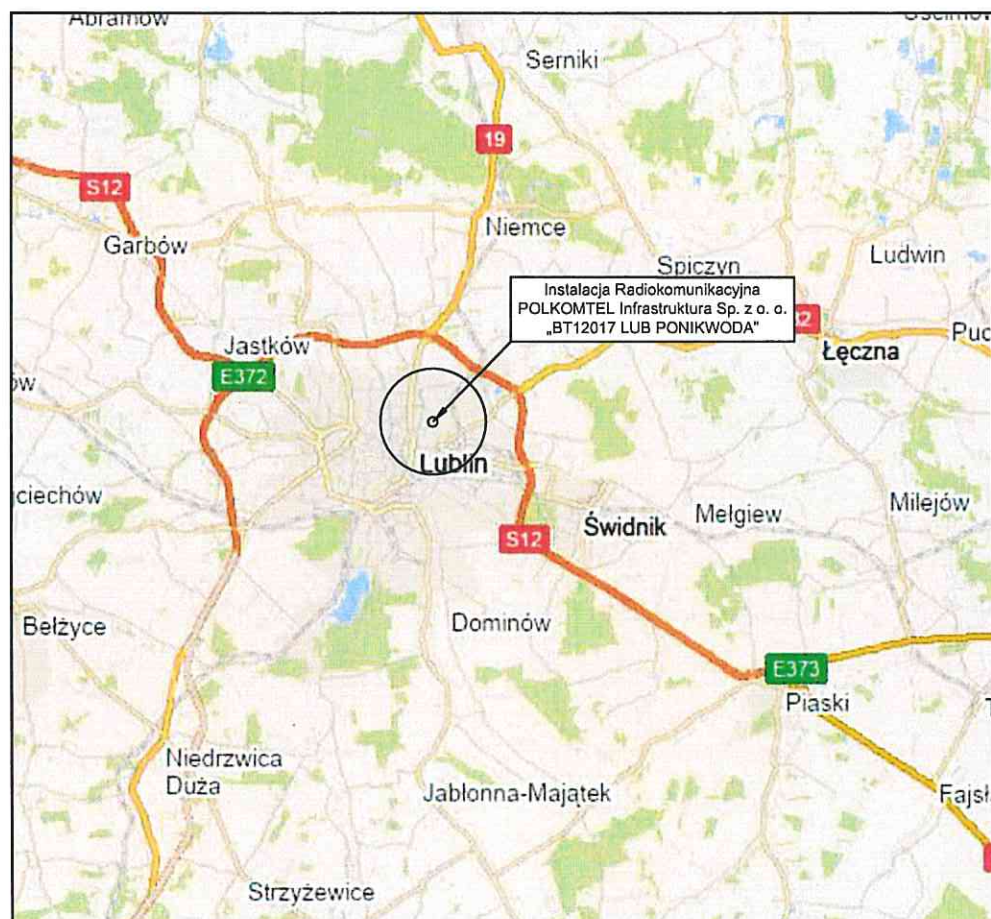 Abramów
Serniki
19
S12
Niemce
Garbów
Ludwin
Spiczyn
Instalacja Radiokomunikacyjna
POLKOMTEL Infrastruktura Sp. z o. o.
„BT12017 LUB PONIKWODA"
Jastków
Łęczna
E372
Lublin
Milejów
Mełgiew
Świdnik
S12
Dominów
Bełżyce
E373
Piaski
Niedrzwica
Duża
Jabłonna-Majątek
Strzyżewice